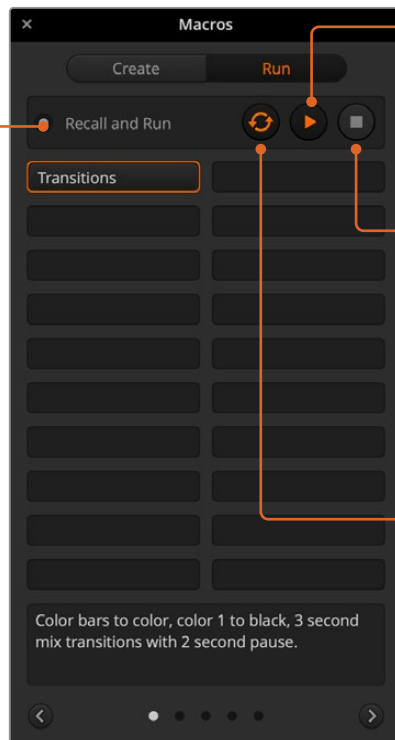 Macros
Create Run
Recall and Run
Transitions
Color bars to color, color 1 to black, 3 second
mix transitions with 2 second pause.